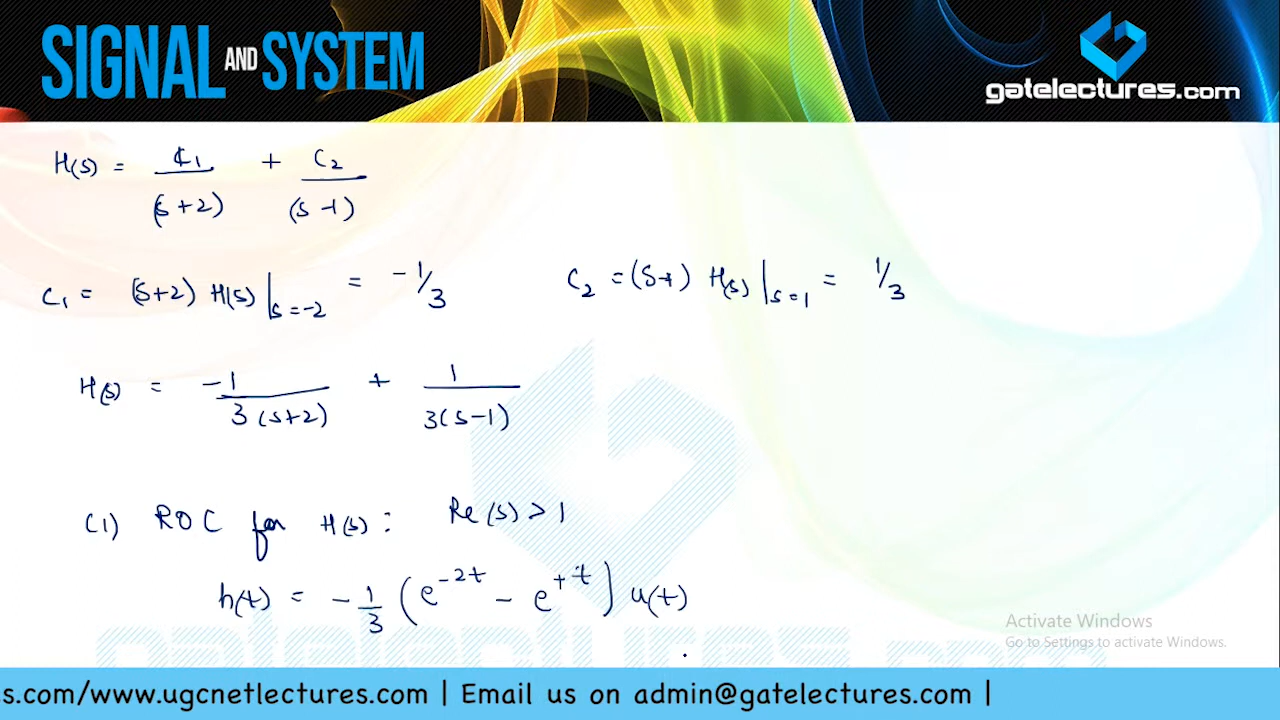 SIGNAL AND SYSTEM
gatelectures.com
H(s) = C1/(s+2) + C2/(s-1)
C1 = (s+2) H(s)|s=-2 = -1/3
C2 = (s-1) H(s)|s=1 = 1/3
H(s) = -1/3(s+2) + 1/3(s-1)
(1) ROC for H(s): Re(s) > 1
h(t) = -1/3 (e^-2t - e^+t) u(t)
gatelectures.com
Activate Windows
Go to Settings to activate Windows.
s.com/www.ugcnetlectures.com | Email us on admin@gatelectures.com |